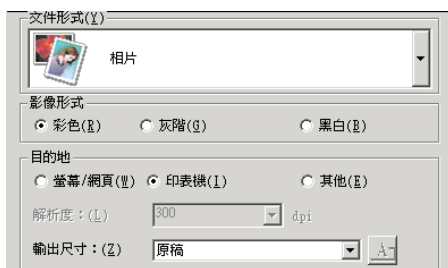 文件形式(Y)
相片
影像形式
彩色(R) 灰階(G) 黑白(B)
目的地
螢幕/網頁(W) 印表機(I) 其他(E)
解析度：(L) 300 dpi
輸出尺寸：(Z) 原稿